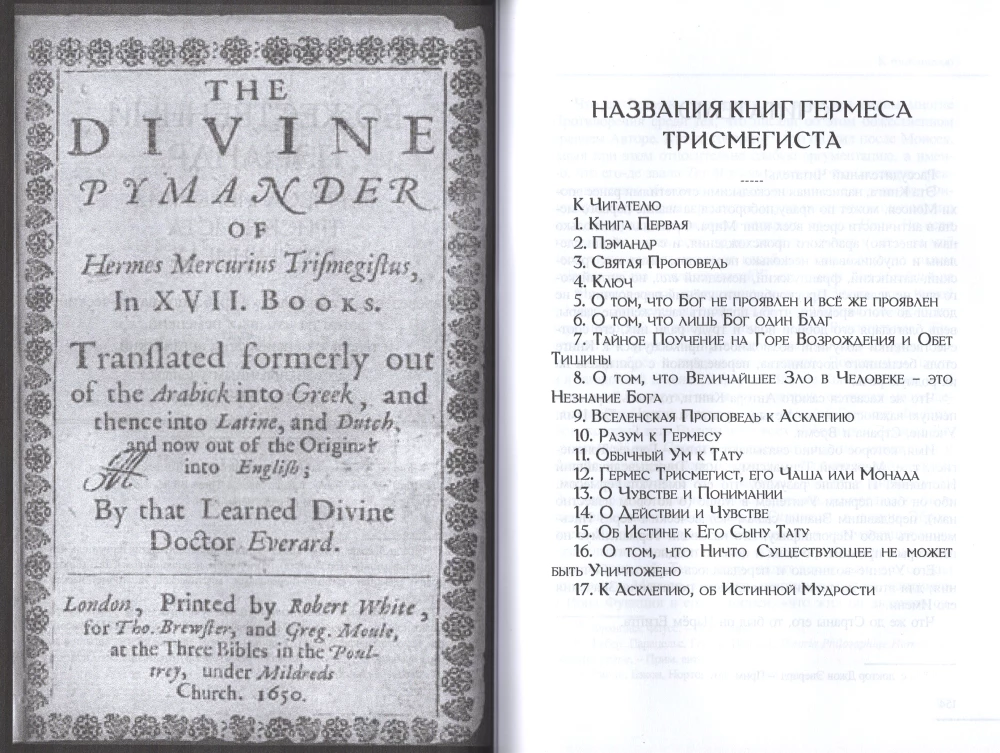 THE
DIVINE
PYMANDER
OF
Hermes Mercurius Triſmegiſtus,
In XVII. Books.
Tranſlated formerly out
of the Arabick into Greek, and
thence into Latine, and Dutch,
and now out of the Original
into Engliſh;
By that Learned Divine
Doctor Everard.
London, Printed by Robert White,
for Tho. Brewſter, and Greg. Moule,
at the Three Bibles in the Poul-
trey, under Mildreds
Church. 1650.
НАЗВАНИЯ КНИГ ГЕРМЕСА
ТРИСМЕГИСТА
-----
К Читателю
1. Книга Первая
2. Пэмандр
3. Святая Проповедь
4. Ключ
5. О том, что Бог не проявлен и всё же проявлен
6. О том, что лишь Бог один Благ
7. Тайное Поучение на Горе Возрождения и Обет
Тишины
8. О том, что Величайшее Зло в Человеке – это
Незнание Бога
9. Вселенская Проповедь к Асклепию
10. Разум к Гермесу
11. Обычный Ум к Тату
12. Гермес Трисмегист, его Чаша или Монада
13. О Чувстве и Понимании
14. О Действии и Чувстве
15. Об Истине к Его Сыну Тату
16. О том, что Ничто Существующее не может
быть Уничтожено
17. К Асклепию, об Истинной Мудрости